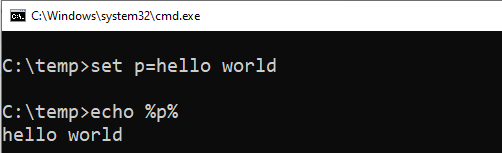 C:\Windows\system32\cmd.exe
C:\temp>set p=hello world
C:\temp>echo %p%
hello world